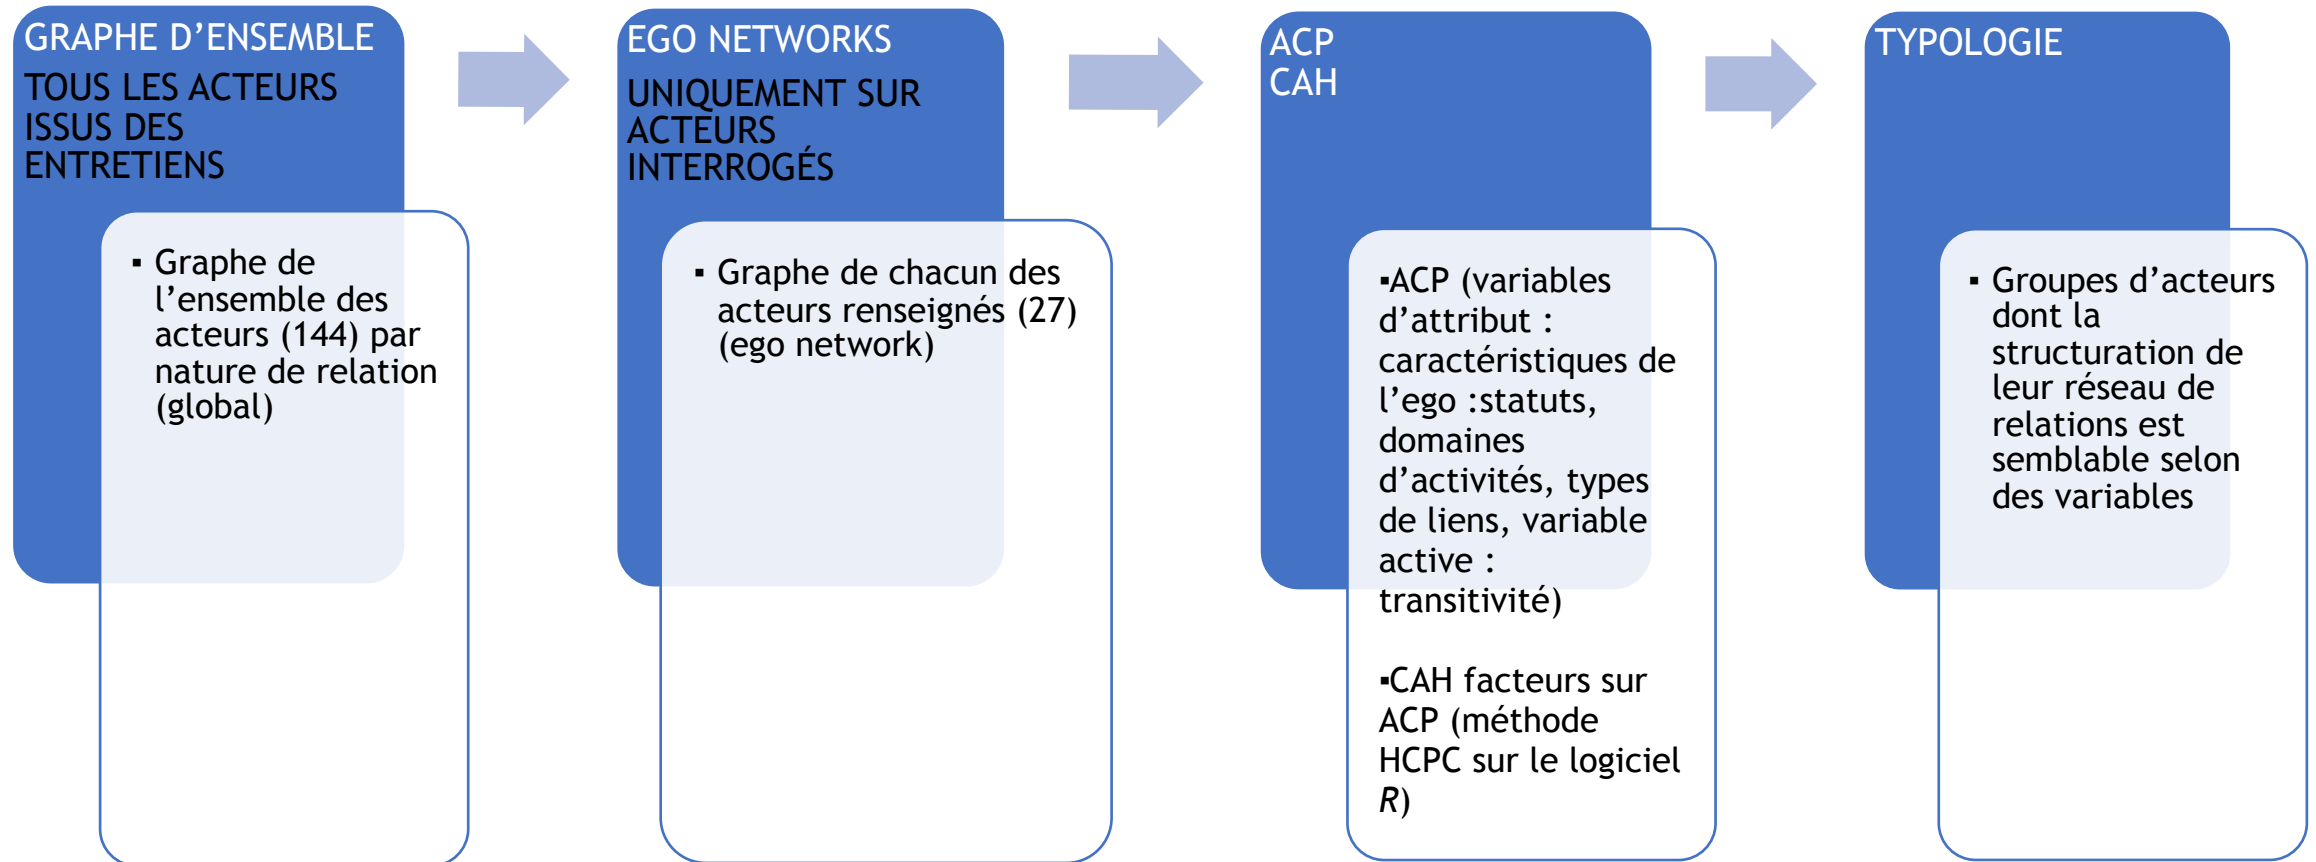 GRAPHE D’ENSEMBLE
TOUS LES ACTEURS
ISSUS DES
ENTRETIENS
▪ Graphe de
l’ensemble des
acteurs (144) par
nature de relation
(global)
EGO NETWORKS
UNIQUEMENT SUR
ACTEURS
INTERROGÉS
▪ Graphe de chacun des
acteurs renseignés (27)
(ego network)
ACP
CAH
▪ACP (variables
d’attribut :
caractéristiques de
l’ego :statuts,
domaines
d’activités, types
de liens, variable
active :
transitivité)
▪CAH facteurs sur
ACP (méthode
HCPC sur le logiciel
R)
TYPOLOGIE
▪ Groupes d’acteurs
dont la
structuration de
leur réseau de
relations est
semblable selon
des variables